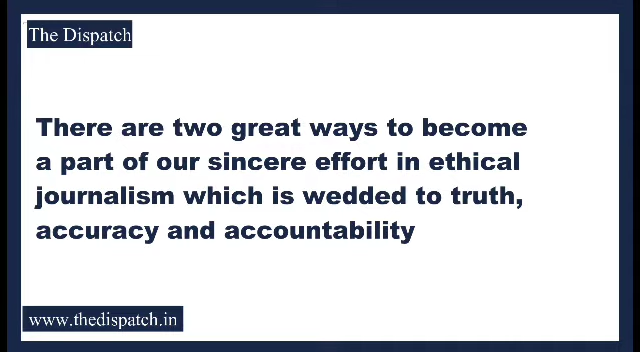 The Dispatch
There are two great ways to become
a part of our sincere effort in ethical
journalism which is wedded to truth,
accuracy and accountability
www.thedispatch.in